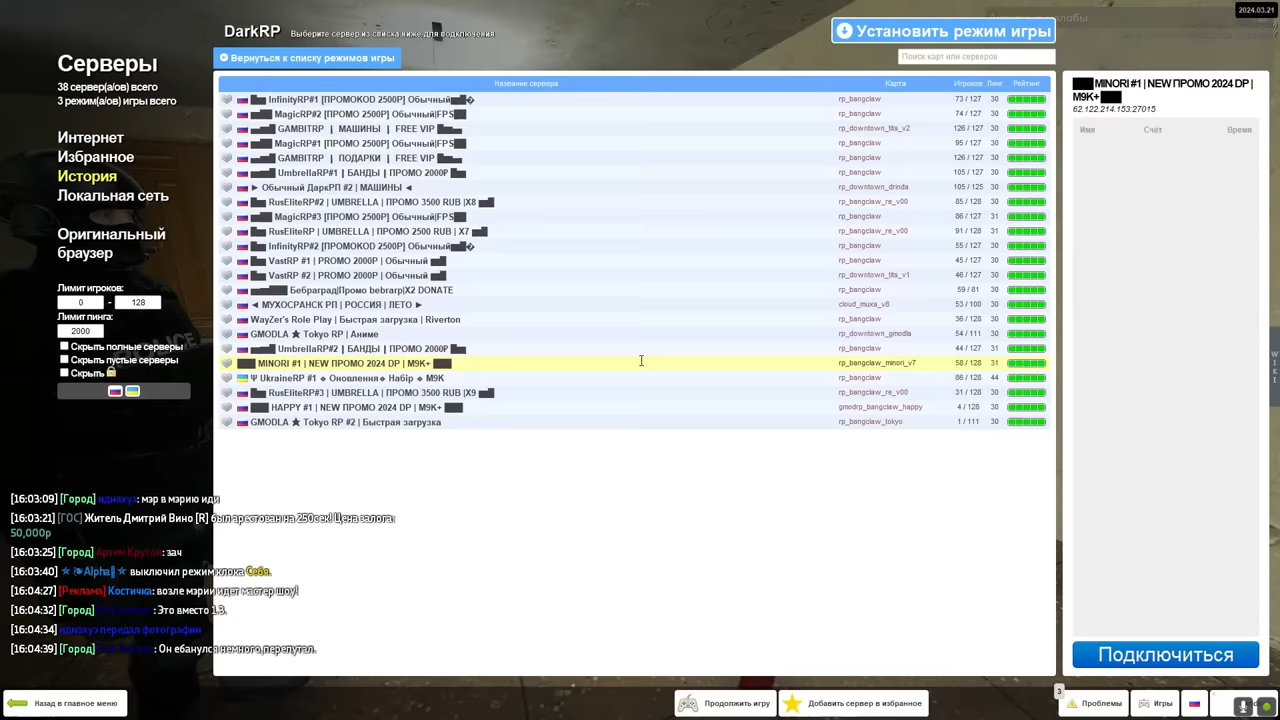 2024.03.21
DarkRP Выберите сервер из списка ниже для подключения
Установить режим игры
Вернуться к списку режимов игры
Поиск карт или серверов
Серверы
38 сервер(а/ов) всего
3 режим(а/ов) игры всего
Интернет
Избранное
История
Локальная сеть
Оригинальный
браузер
Лимит игроков:
0 - 128
Лимит пинга:
2000
Скрыть полные серверы
Скрыть пустые серверы
Скрыть
Название сервера Карта Игроков Пинг Рейтинг
InfinityRP#1 [ПРОМОКОД 2500Р] Обычный rp_bangclaw 73 / 127 30
MagicRP#2 [ПРОМО 2500Р] Обычный|FPS rp_bangclaw 74 / 127 30
GAMBITRP | МАШИНЫ | FREE VIP rp_downtown_tits_v2 126 / 127 30
MagicRP#1 [ПРОМО 2500Р] Обычный|FPS rp_bangclaw 95 / 127 30
GAMBITRP | ПОДАРКИ | FREE VIP rp_bangclaw 126 / 127 30
UmbrellaRP#1 | БАНДЫ | ПРОМО 2000₽ rp_bangclaw 105 / 127 30
► Обычный ДаркРП #2 | МАШИНЫ ◄ rp_downtown_drinda 105 / 125 30
RusEliteRP#2 | UMBRELLA | ПРОМО 3500 RUB |X8 rp_bangclaw_re_v00 85 / 128 30
MagicRP#3 [ПРОМО 2500Р] Обычный|FPS rp_bangclaw 86 / 127 31
RusEliteRP | UMBRELLA | ПРОМО 2500 RUB | X7 rp_bangclaw_re_v00 91 / 128 31
InfinityRP#2 [ПРОМОКОД 2500Р] Обычный rp_bangclaw 55 / 127 30
VastRP #1 | PROMO 2000Р | Обычный rp_bangclaw 45 / 127 30
VastRP #2 | PROMO 2000Р | Обычный rp_downtown_tits_v1 46 / 127 30
Бебраград|Промо bebrarp|X2 DONATE rp_bangclaw 59 / 81 30
◄ МУХОСРАНСК РП | РОССИЯ | ЛЕТО ► cloud_muxa_v8 53 / 100 30
WayZer's Role Play | Быстрая загрузка | Riverton rp_bangclaw 36 / 128 30
GMODLA ★ Tokyo RP | Аниме rp_downtown_gmodla 54 / 111 30
UmbrellaRP#2 | БАНДЫ | ПРОМО 2000₽ rp_bangclaw 44 / 127 31
MINORI #1 | NEW ПРОМО 2024 DP | M9K+ rp_bangclaw_minori_v7 58 / 128 31
Ψ UkraineRP #1 ⬥ Оновлення⬥ Набір ⬥ M9K rp_bangclaw 86 / 128 44
RusEliteRP#3 | UMBRELLA | ПРОМО 3500 RUB |X9 rp_bangclaw_re_v00 31 / 128 30
HAPPY #1 | NEW ПРОМО 2024 DP | M9K+ gmodrp_bangclaw_happy 4 / 128 30
GMODLA ★ Tokyo RP #2 | Быстрая загрузка rp_bangclaw_tokyo 1 / 111 30
MINORI #1 | NEW ПРОМО 2024 DP |
M9K+
62.122.214.153:27015
Имя Счёт Время
Подключиться
[16:03:09] [Город] иднахуз: мэр в мэрию иди
[16:03:21] [ГОС] Житель Дмитрий Вино [R] был арестован на 250сек! Цена залога:
50,000р
[16:03:25] [Город] Артем Крутон: зач
[16:03:40] Alpha выключил режим клока Себя.
[16:04:27] [Реклама] Костичка: возле мэрии идет мастер шоу!
[16:04:32] [Город] : Это вместо 1.3.
[16:04:34] иднахуз передал фотографии
[16:04:39] [Город] : Он ебанулся немного,перепутал.
WIKI
Назад в главное меню
Продолжить игру
Добавить сервер в избранное
3
Проблемы
Игры